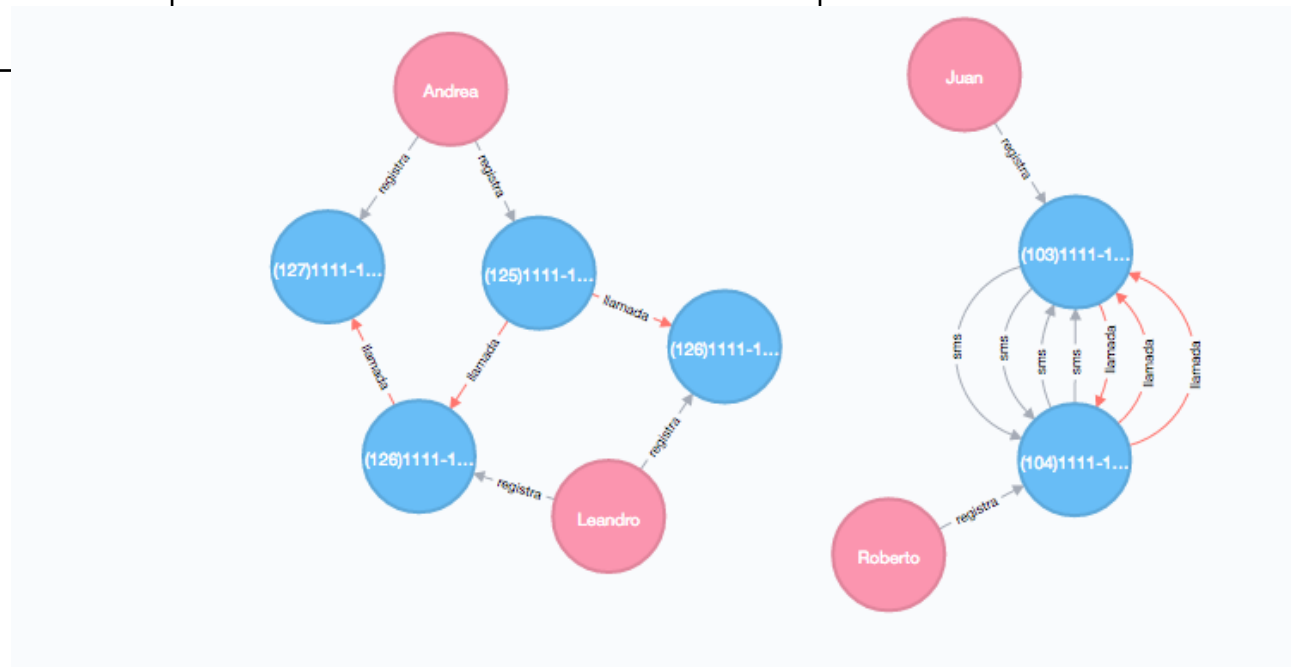 Andrea
registra
registra
(127)1111-1...
(125)1111-1...
llamada
llamada
llamada
(126)1111-1...
(126)1111-1...
registra
registra
Leandro
Juan
registra
(103)1111-1...
sms
sms
sms
sms
llamada
llamada
llamada
(104)1111-1...
registra
Roberto